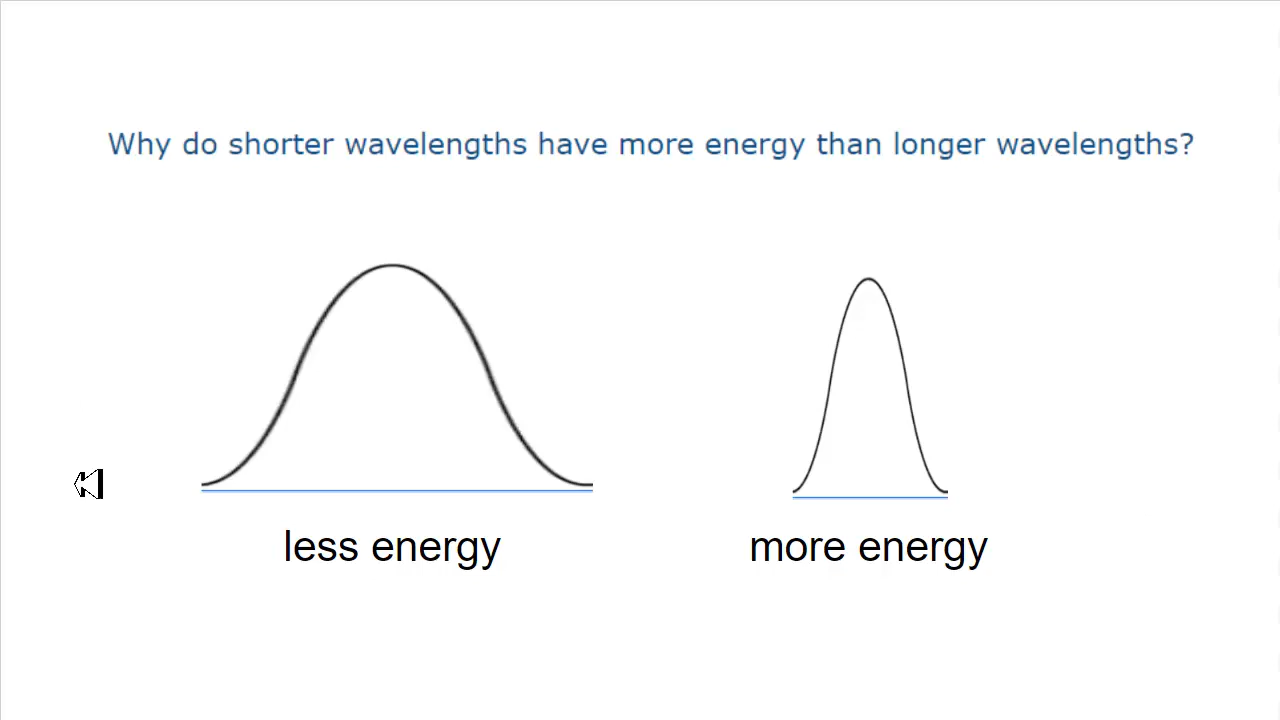 Why do shorter wavelengths have more energy than longer wavelengths?
less energy
more energy